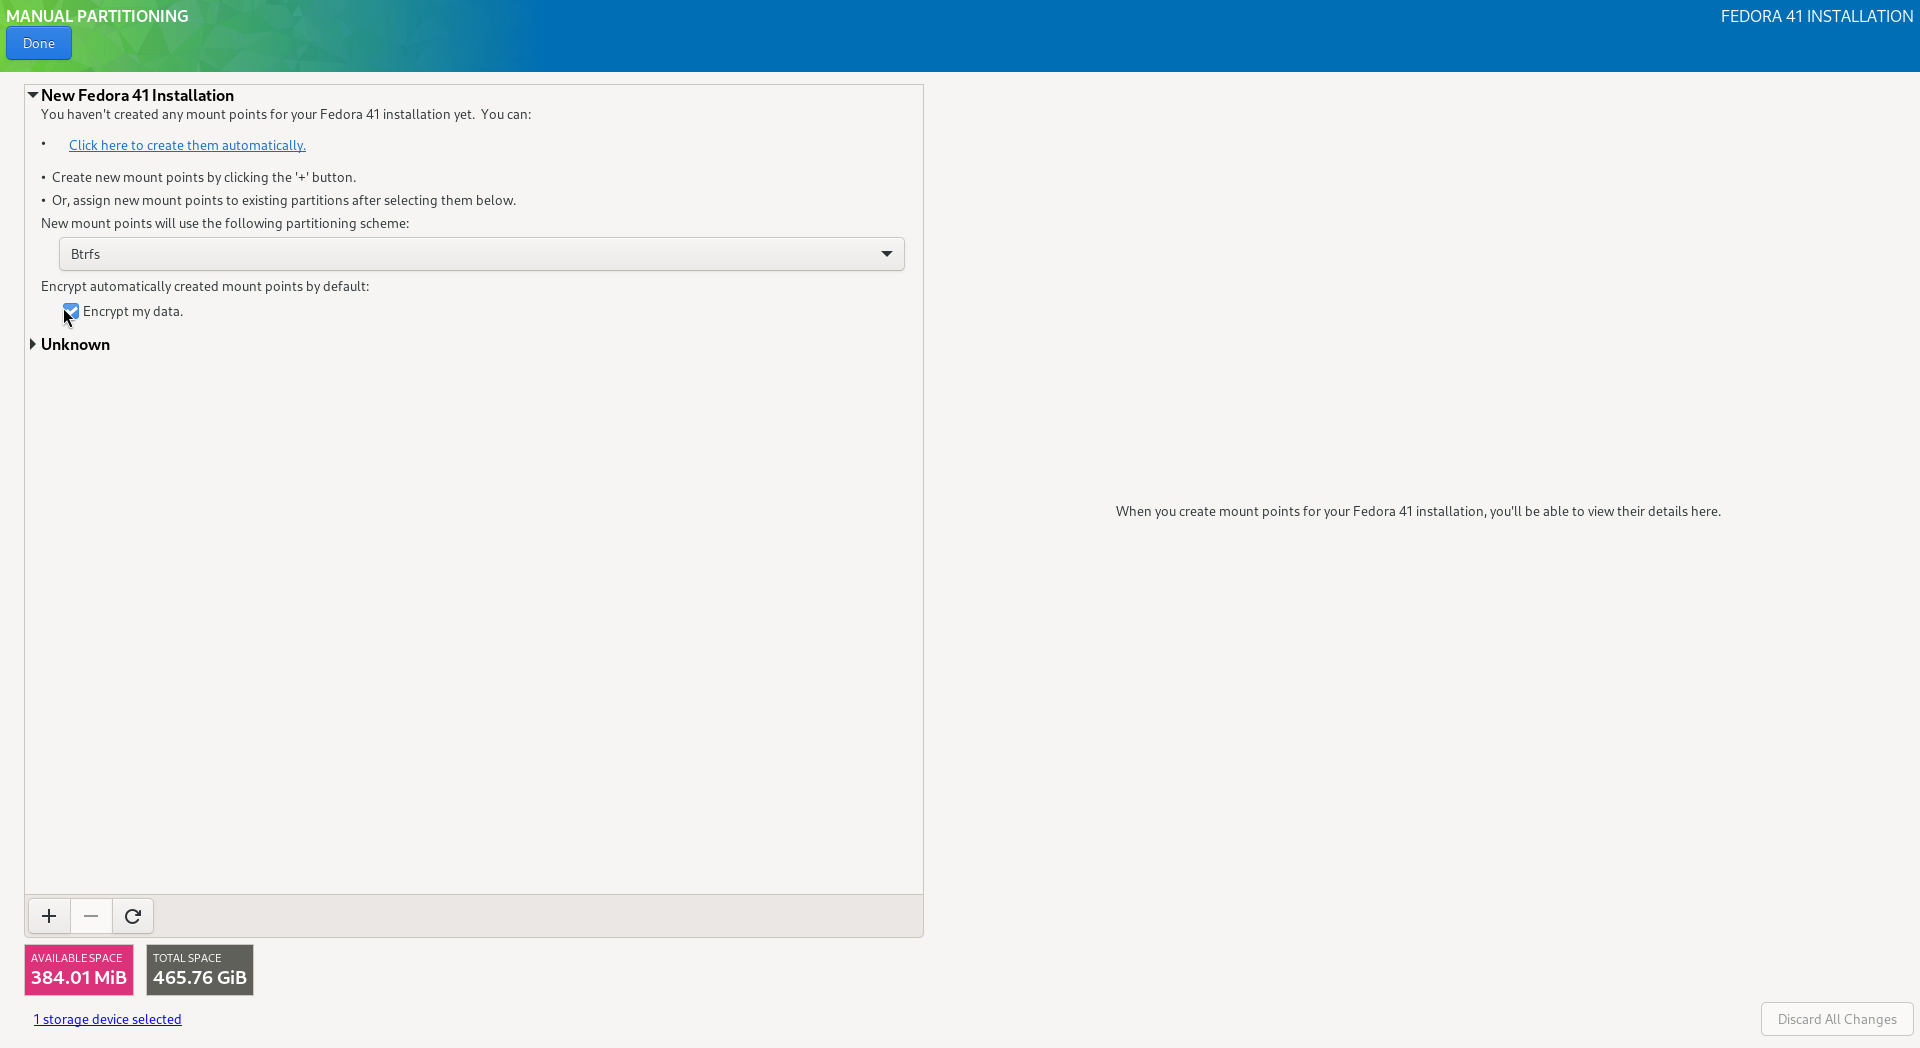 MANUAL PARTITIONING
FEDORA 41 INSTALLATION
Done
New Fedora 41 Installation
You haven't created any mount points for your Fedora 41 installation yet.  You can:
• Click here to create them automatically.
• Create new mount points by clicking the '+' button.
• Or, assign new mount points to existing partitions after selecting them below.
New mount points will use the following partitioning scheme:
Btrfs
Encrypt automatically created mount points by default:
Encrypt my data.
Unknown
When you create mount points for your Fedora 41 installation, you'll be able to view their details here.
AVAILABLE SPACE
384.01 MiB
TOTAL SPACE
465.76 GiB
1 storage device selected
Discard All Changes